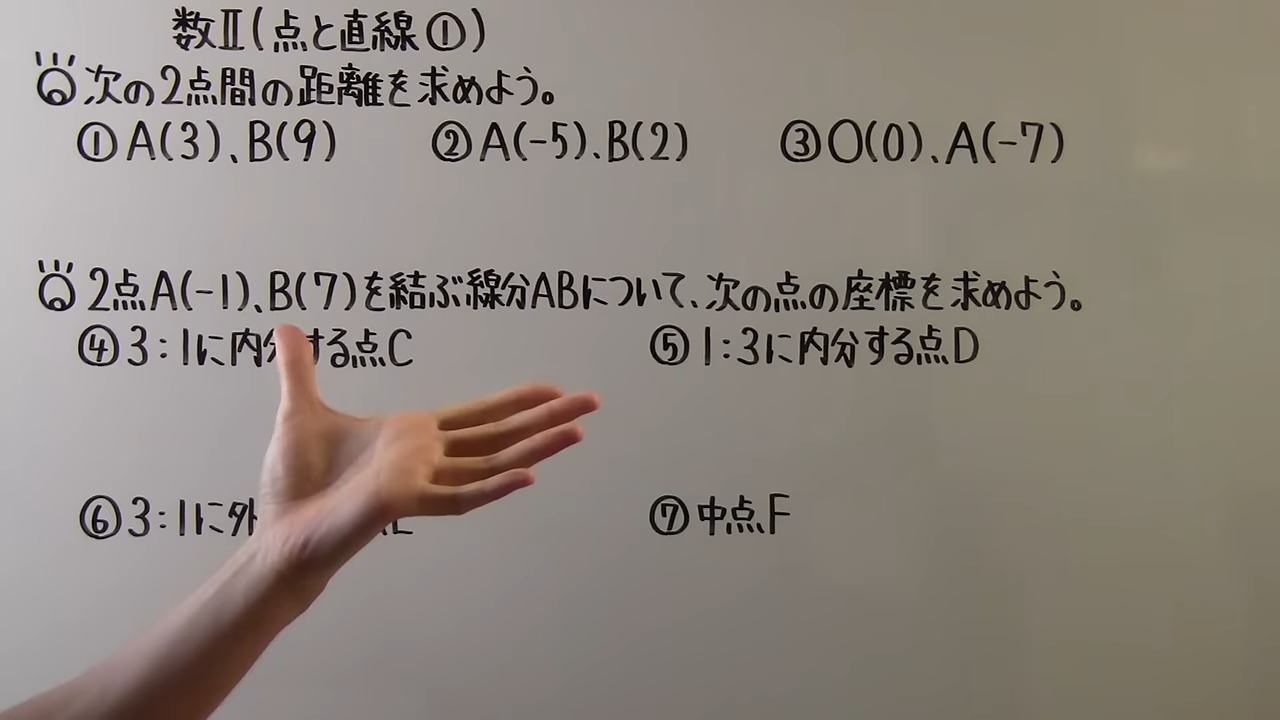 数Ⅱ(点と直線①)
次の2点間の距離を求めよう。
①A(3)、B(9) ②A(-5)、B(2) ③O(0)、A(-7)
2点A(-1)、B(7)を結ぶ線分ABについて、次の点の座標を求めよう。
④3:1に内分する点C ⑤1:3に内分する点D
⑥3:1に外 ⑦中点F